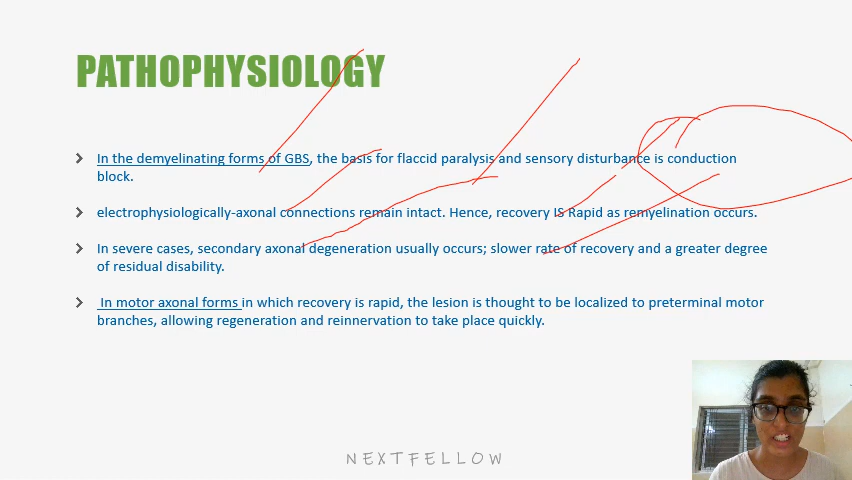 PATHOPHYSIOLOGY
In the demyelinating forms of GBS, the basis for flaccid paralysis and sensory disturbance is conduction
block.
electrophysiologically-axonal connections remain intact. Hence, recovery IS Rapid as remyelination occurs.
In severe cases, secondary axonal degeneration usually occurs; slower rate of recovery and a greater degree
of residual disability.
In motor axonal forms in which recovery is rapid, the lesion is thought to be localized to preterminal motor
branches, allowing regeneration and reinnervation to take place quickly.
NEXTFELLOW